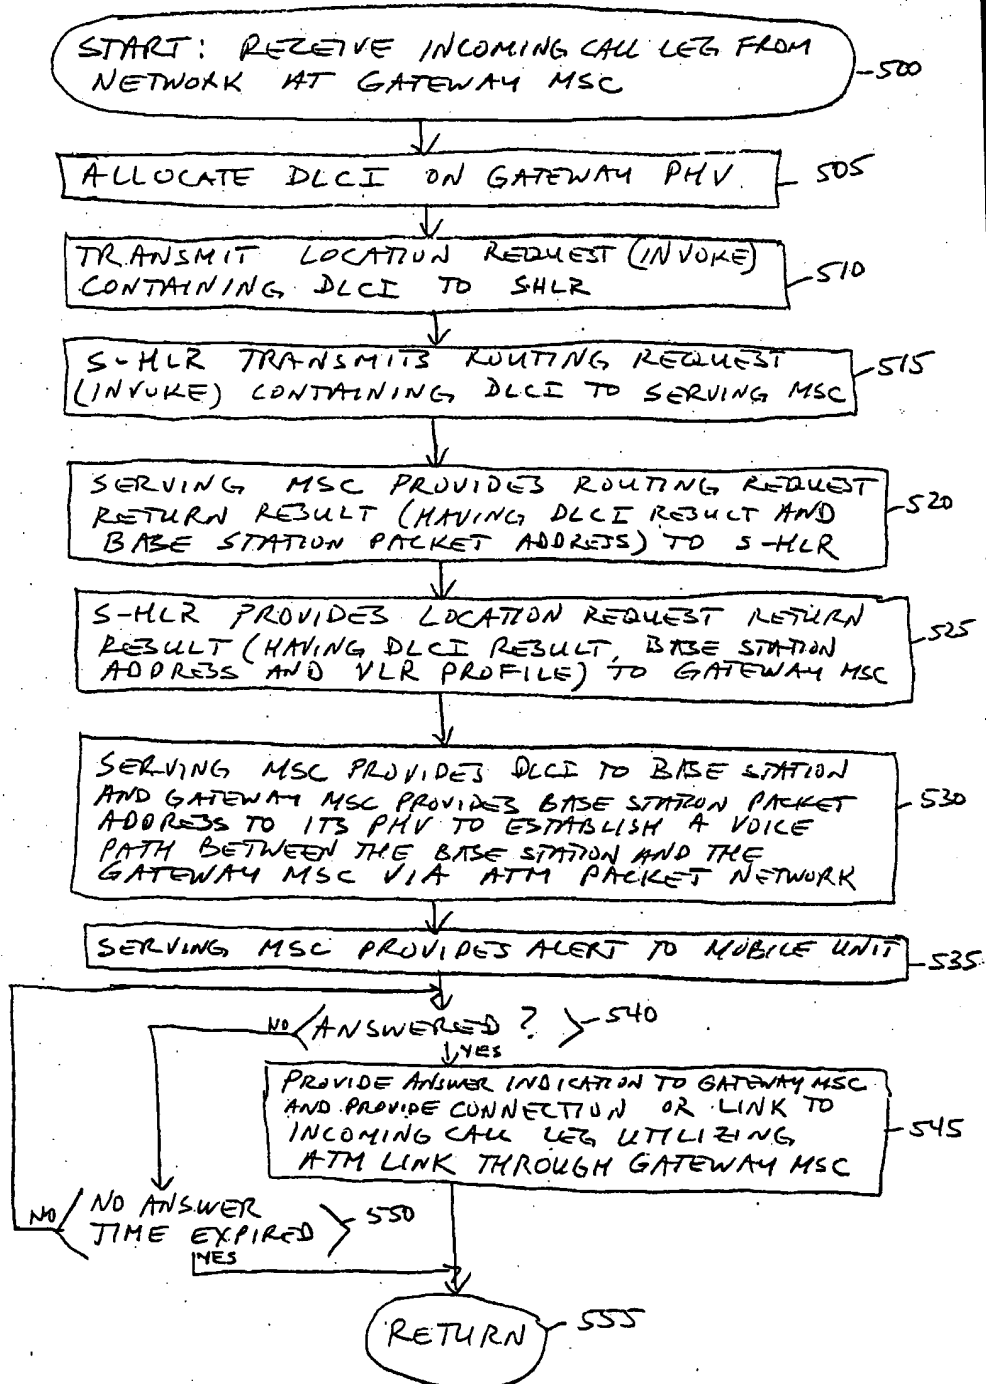 START: RECEIVE INCOMING CALL LEG FROM
NETWORK AT GATEWAY MSC
500
ALLOCATE DLCI ON GATEWAY PHV
505
TRANSMIT LOCATION REQUEST (INVOKE)
CONTAINING DLCI TO SHLR
510
S-HLR TRANSMITS ROUTING REQUEST
(INVOKE) CONTAINING DLCI TO SERVING MSC
515
SERVING MSC PROVIDES ROUTING REQUEST
RETURN RESULT (HAVING DLCI RESULT AND
BASE STATION PACKET ADDRESS) TO S-HLR
520
S-HLR PROVIDES LOCATION REQUEST RETURN
RESULT (HAVING DLCI RESULT, BASE STATION
ADDRESS AND VLR PROFILE) TO GATEWAY MSC
525
SERVING MSC PROVIDES DLCI TO BASE STATION
AND GATEWAY MSC PROVIDES BASE STATION PACKET
ADDRESS TO ITS PHV TO ESTABLISH A VOICE
PATH BETWEEN THE BASE STATION AND THE
GATEWAY MSC VIA ATM PACKET NETWORK
530
SERVING MSC PROVIDES ALERT TO MOBILE UNIT
535
NO
ANSWERED?
540
YES
PROVIDE ANSWER INDICATION TO GATEWAY MSC
AND PROVIDE CONNECTION OR LINK TO
INCOMING CALL LEG UTILIZING
ATM LINK THROUGH GATEWAY MSC
545
NO
NO ANSWER
TIME EXPIRED
550
YES
RETURN
555